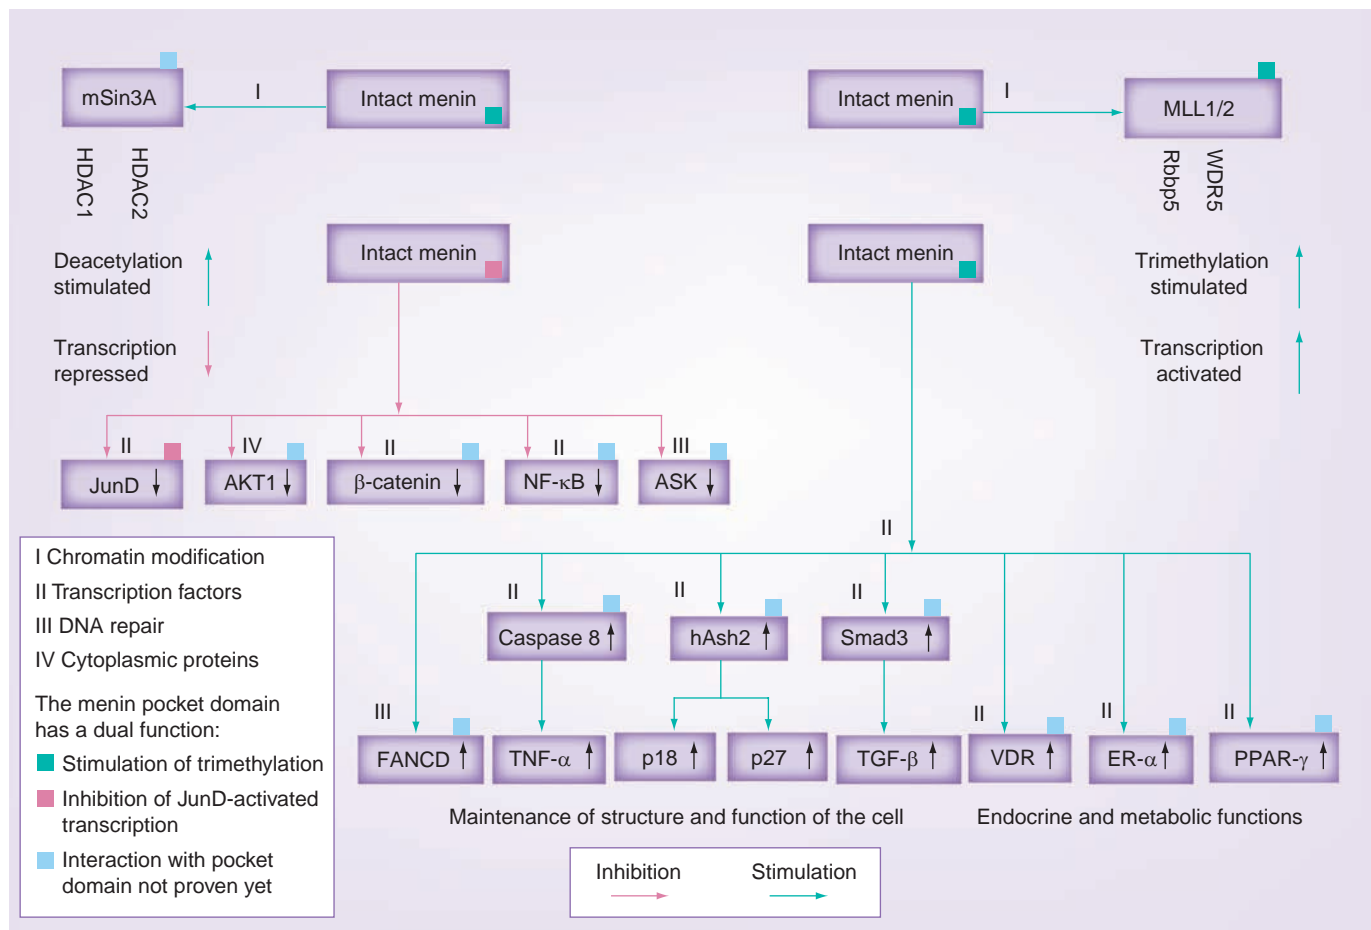 mSin3A
I
Intact menin
HDAC1
HDAC2
Deacetylation
stimulated
Transcription
repressed
Intact menin
I
MLL1/2
Rbbp5
WDR5
Trimethylation
stimulated
Transcription
activated
Intact menin
Intact menin
II
IV
II
II
III
JunD
AKT1
β-catenin
NF-κB
ASK
II
II
II
II
Caspase 8
hAsh2
Smad3
III
II
II
II
FANCD
TNF-α
p18
p27
TGF-β
VDR
ER-α
PPAR-γ
Maintenance of structure and function of the cell
Endocrine and metabolic functions
I Chromatin modification
II Transcription factors
III DNA repair
IV Cytoplasmic proteins
The menin pocket domain
has a dual function:
Stimulation of trimethylation
Inhibition of JunD-activated
transcription
Interaction with pocket
domain not proven yet
Inhibition
Stimulation